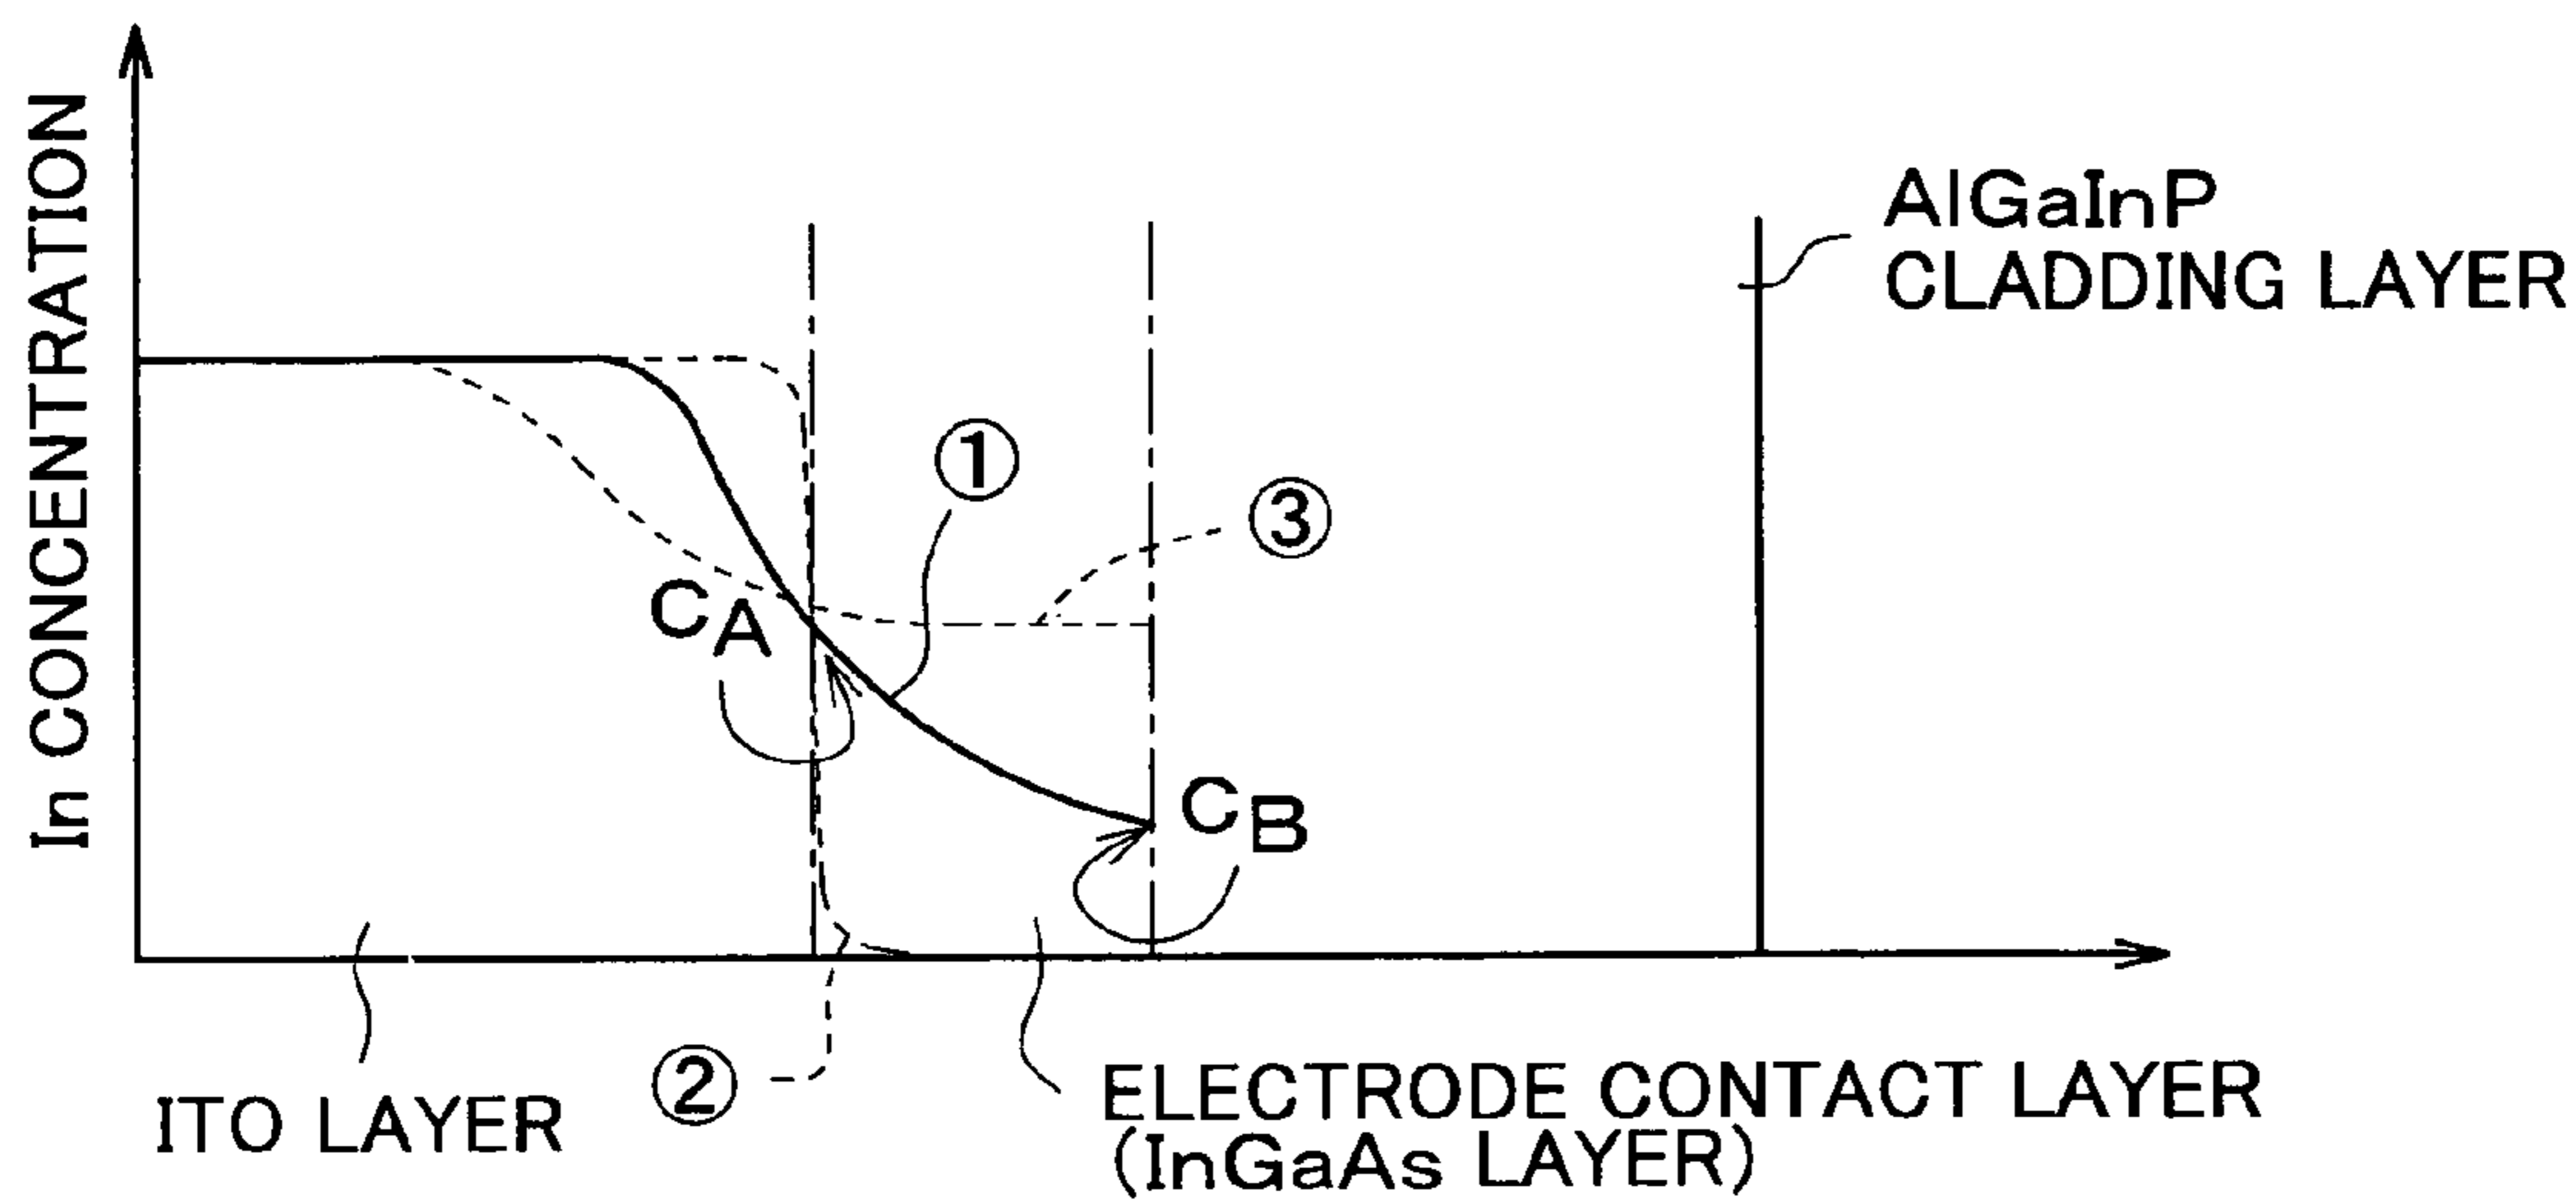 In CONCENTRATION
AlGaInP
CLADDING LAYER
①
③
CA
CB
②
ITO LAYER
ELECTRODE CONTACT LAYER
(InGaAs LAYER)